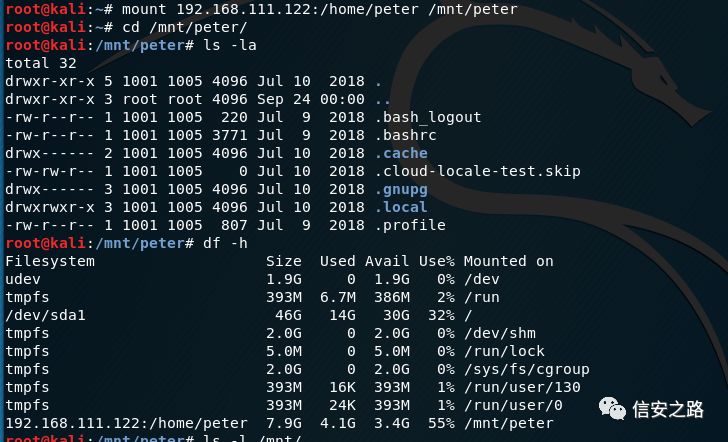 root@kali:~# mount 192.168.111.122:/home/peter /mnt/peter
root@kali:~# cd /mnt/peter/
root@kali:/mnt/peter# ls -la
total 32
drwxr-xr-x 5 1001 1005 4096 Jul 10  2018 .
drwxr-xr-x 3 root root 4096 Sep 24 00:00 ..
-rw-r--r-- 1 1001 1005  220 Jul  9  2018 .bash_logout
-rw-r--r-- 1 1001 1005 3771 Jul  9  2018 .bashrc
drwx------ 2 1001 1005 4096 Jul 10  2018 .cache
-rw-rw-r-- 1 1001 1005    0 Jul 10  2018 .cloud-locale-test.skip
drwx------ 3 1001 1005 4096 Jul 10  2018 .gnupg
drwxrwxr-x 3 1001 1005 4096 Jul 10  2018 .local
-rw-r--r-- 1 1001 1005  807 Jul  9  2018 .profile
root@kali:/mnt/peter# df -h
Filesystem                   Size  Used Avail Use% Mounted on
udev                         1.9G     0  1.9G   0% /dev
tmpfs                        393M  6.7M  386M   2% /run
/dev/sda1                     46G   14G   30G  32% /
tmpfs                        2.0G     0  2.0G   0% /dev/shm
tmpfs                        5.0M     0  5.0M   0% /run/lock
tmpfs                        2.0G     0  2.0G   0% /sys/fs/cgroup
tmpfs                        393M   16K  393M   1% /run/user/130
tmpfs                        393M   24K  393M   1% /run/user/0
192.168.111.122:/home/peter  7.9G  4.1G  3.4G  55% /mnt/peter
root@kali:/mnt/peter# ls -l /mnt/
信安之路